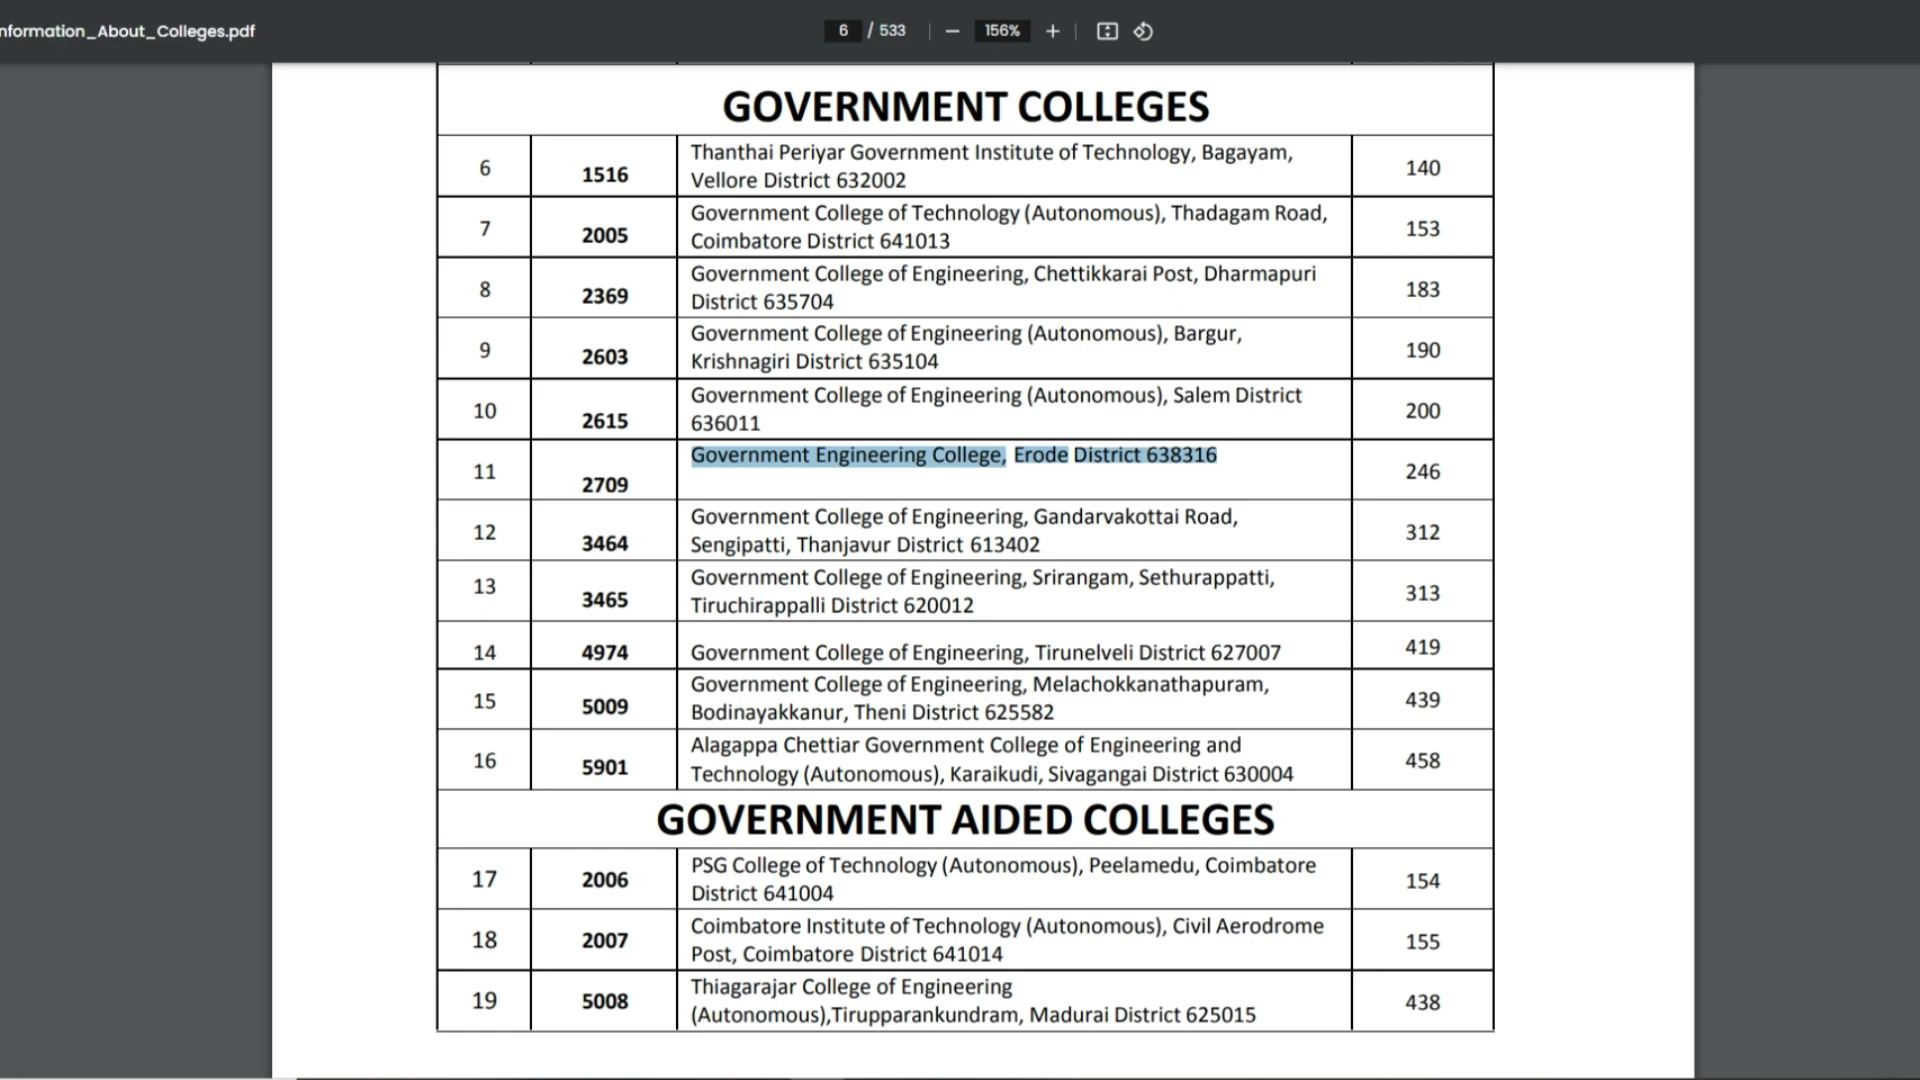 nformation_About_Colleges.pdf
6 / 533
156%
GOVERNMENT COLLEGES
6 1516 Thanthai Periyar Government Institute of Technology, Bagayam, 140
Vellore District 632002
7 2005 Government College of Technology (Autonomous), Thadagam Road, 153
Coimbatore District 641013
8 2369 Government College of Engineering, Chettikkarai Post, Dharmapuri 183
District 635704
9 2603 Government College of Engineering (Autonomous), Bargur, 190
Krishnagiri District 635104
10 2615 Government College of Engineering (Autonomous), Salem District 200
636011
11 2709 Government Engineering College, Erode District 638316 246
12 3464 Government College of Engineering, Gandarvakottai Road, 312
Sengipatti, Thanjavur District 613402
13 3465 Government College of Engineering, Srirangam, Sethurappatti, 313
Tiruchirappalli District 620012
14 4974 Government College of Engineering, Tirunelveli District 627007 419
15 5009 Government College of Engineering, Melachokkanathapuram, 439
Bodinayakkanur, Theni District 625582
16 5901 Alagappa Chettiar Government College of Engineering and 458
Technology (Autonomous), Karaikudi, Sivagangai District 630004
GOVERNMENT AIDED COLLEGES
17 2006 PSG College of Technology (Autonomous), Peelamedu, Coimbatore 154
District 641004
18 2007 Coimbatore Institute of Technology (Autonomous), Civil Aerodrome 155
Post, Coimbatore District 641014
19 5008 Thiagarajar College of Engineering 438
(Autonomous),Tirupparankundram, Madurai District 625015